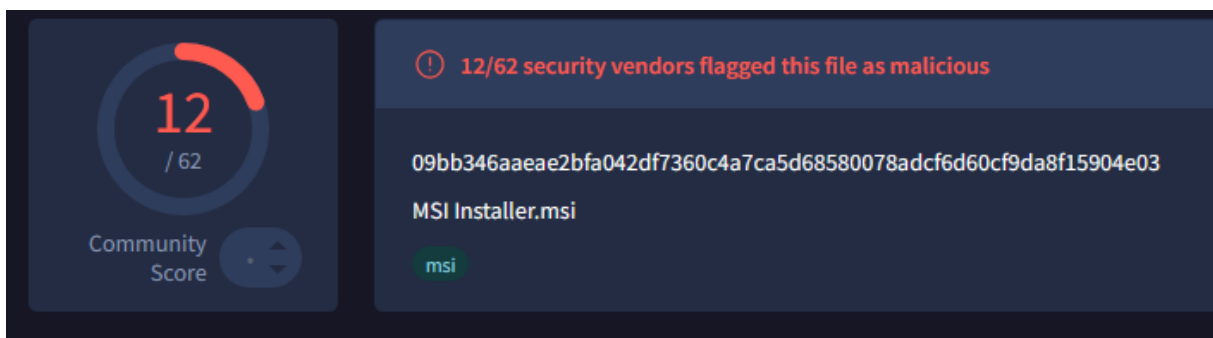 12
/ 62
Community
Score
12/62 security vendors flagged this file as malicious
09bb346aaeae2bfa042df7360c4a7ca5d68580078adcf6d60cf9da8f15904e03
MSI Installer.msi
msi